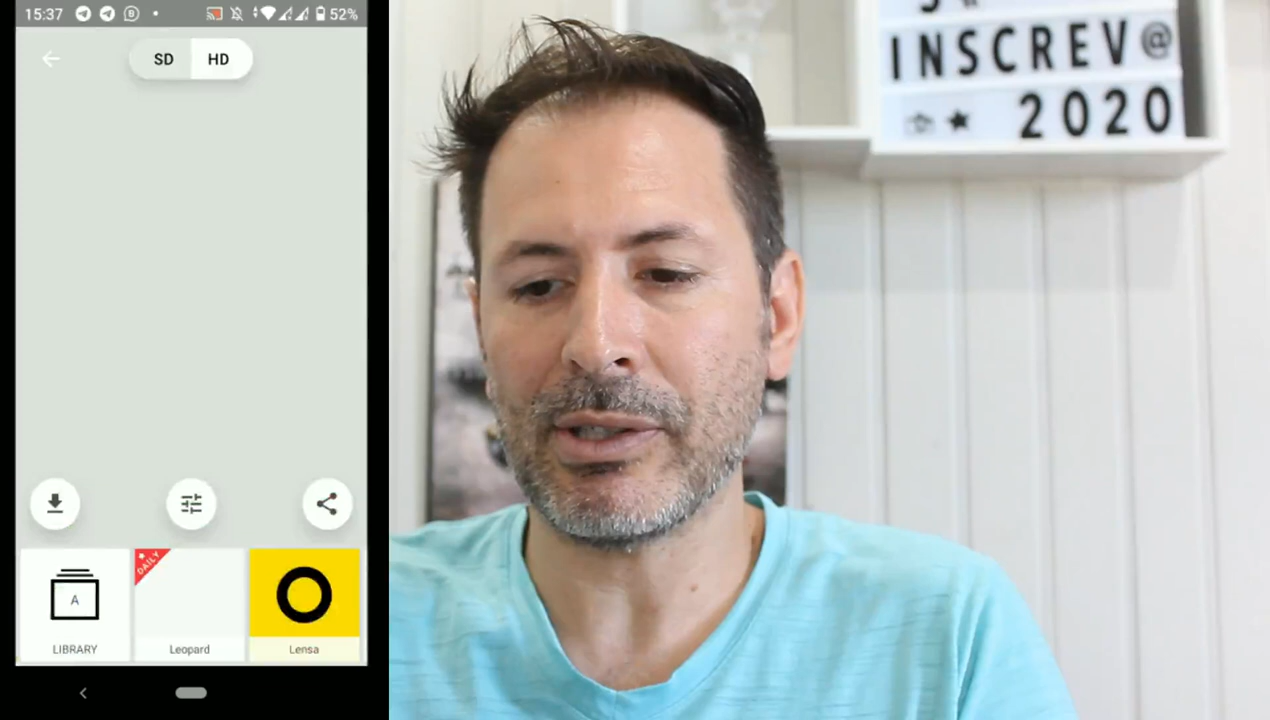 15:37
52%
SD HD
A
DAILY
LIBRARY
Leopard
Lensa
INSCREV@
2020